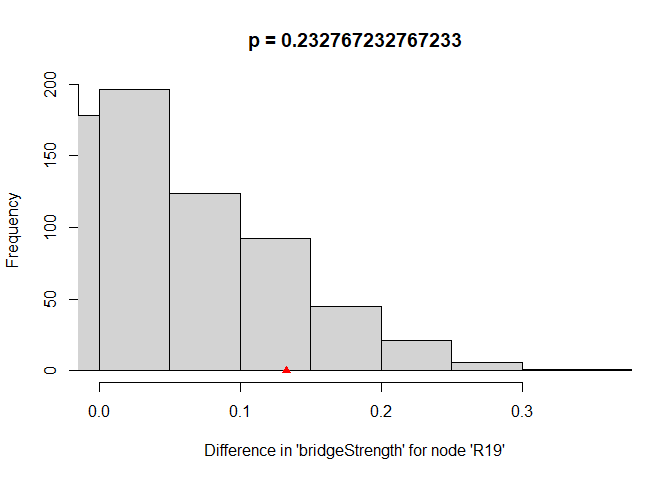 p = 0.232767232767233
Frequency
200
150
100
50
0
0.0 0.1 0.2 0.3
Difference in 'bridgeStrength' for node 'R19'